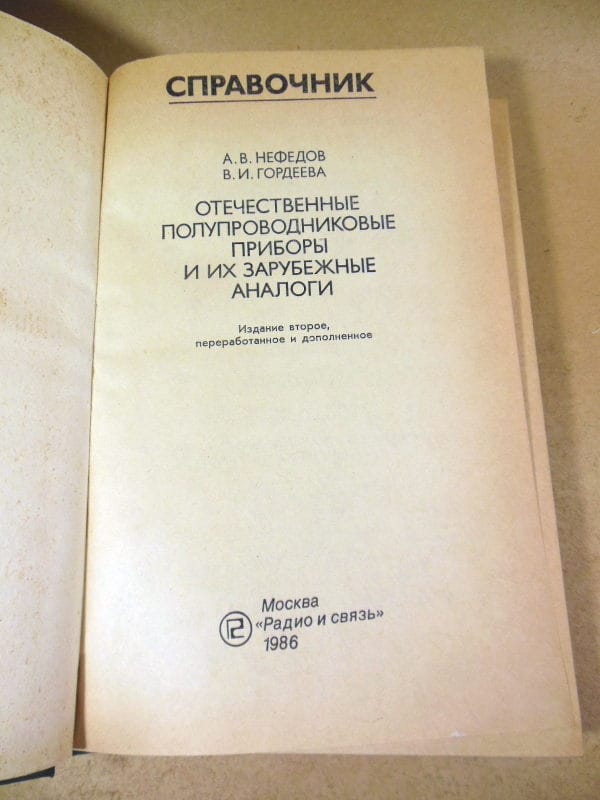 СПРАВОЧНИК
А. В. НЕФЕДОВ
В. И. ГОРДЕЕВА
ОТЕЧЕСТВЕННЫЕ
ПОЛУПРОВОДНИКОВЫЕ
ПРИБОРЫ
И ИХ ЗАРУБЕЖНЫЕ
АНАЛОГИ
Издание второе,
переработанное и дополненное
Москва
«Радио и связь»
1986